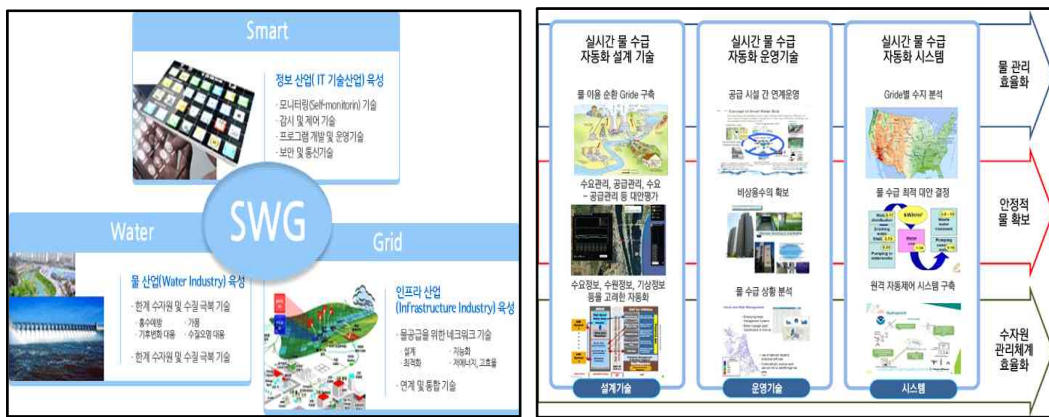 Smart
정보 산업( IT 기술산업) 육성
· 모니터링(Self-monitorin) 기술
· 감시 및 제어 기술
· 프로그램 개발 및 운영기술
· 보안 및 통신기술
SWG
Water
물 산업(Water Industry) 육성
· 한계 수자원 및 수질 극복 기술
· 홍수예방 · 가뭄
· 기후변화 대응 · 수질오염 대응
· 한계 수자원 및 수질 극복 기술
Grid
인프라 산업
(Infrastructure Industry) 육성
· 물공급을 위한 네크워크 기술
· 설계 · 지능화
· 최적화 · 저에너지, 고효율
· 연계 및 통합 기술
실시간 물 수급
자동화 설계 기술
물 이용 순환 Gride 구축
수요관리, 공급관리, 수요
– 공급관리 등 대안평가
수요정보, 수원정보, 기상정보
등을 고려한 자동화
설계기술
실시간 물 수급
자동화 운영기술
공급 시설 간 연계운영
비상용수의 확보
물 수급 상황 분석
운영기술
실시간 물 수급
자동화 시스템
Gride별 수지 분석
물 수급 최적 대안 결정
원격 자동제어 시스템 구축
시스템
물 관리
효율화
안정적
물 확보
수자원
관리체계
효율화